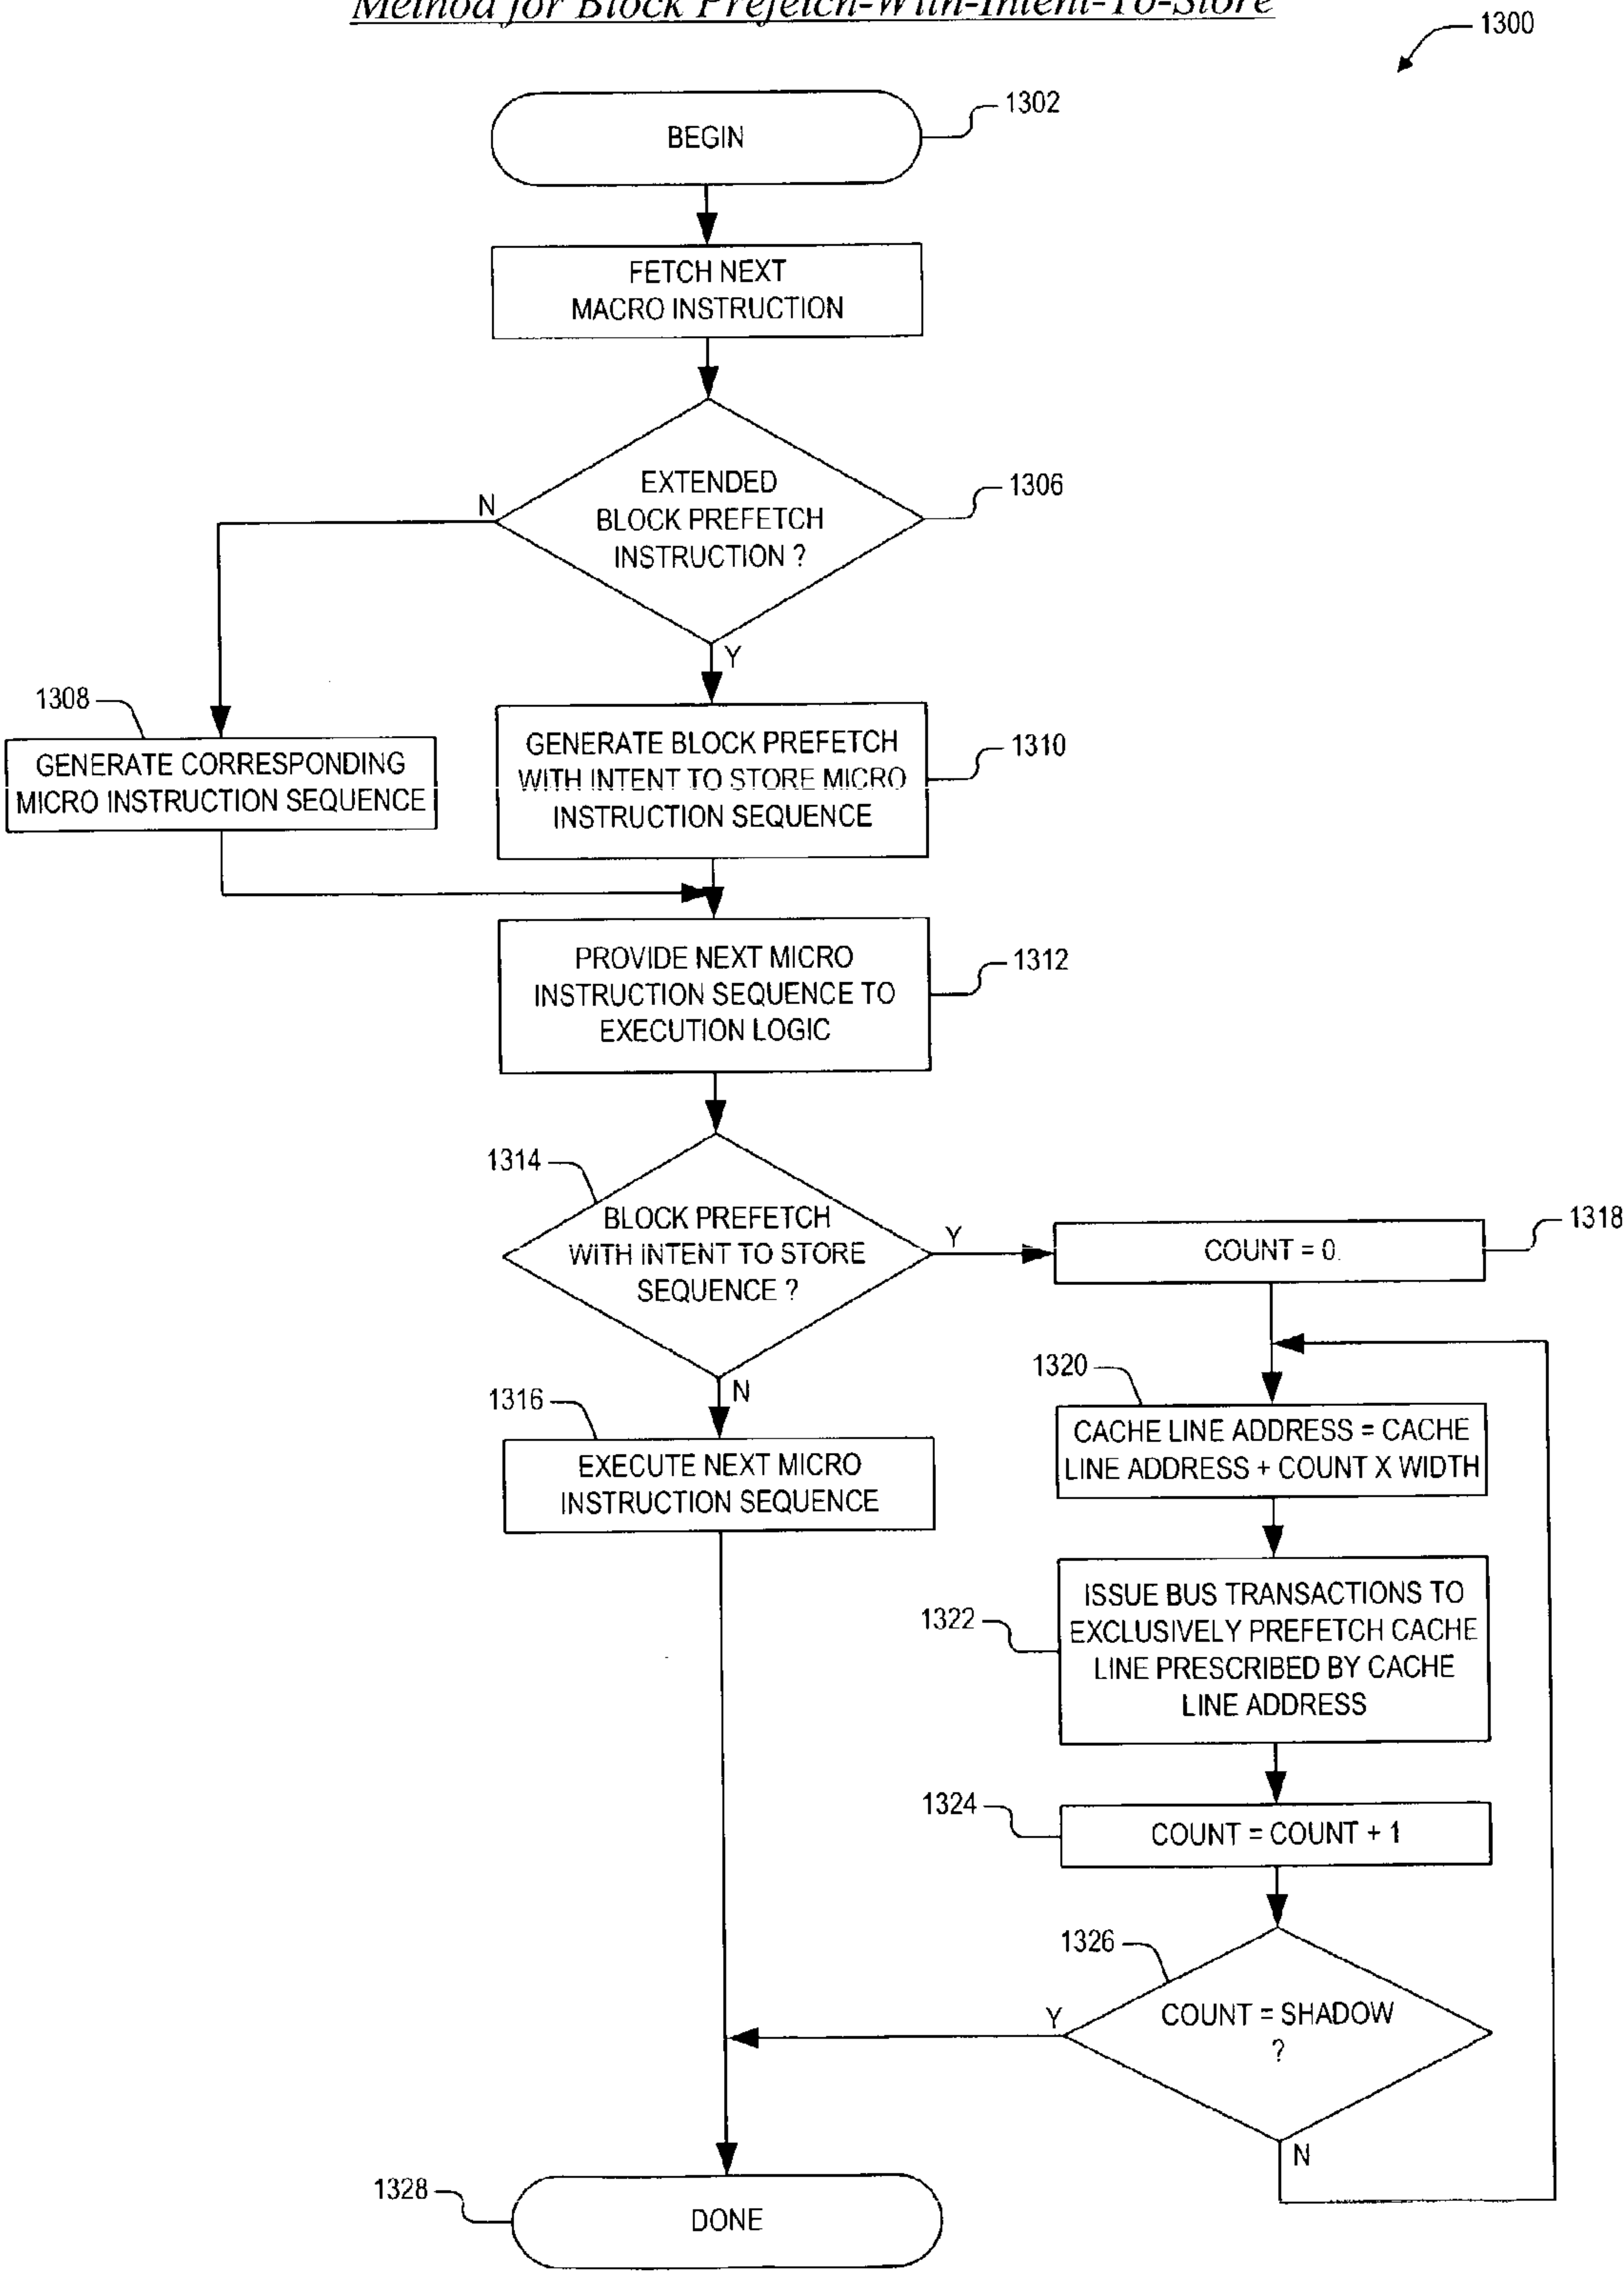 Method for Block Prefetch-With-Intent-To-Store
1300
BEGIN
1302
FETCH NEXT
MACRO INSTRUCTION
EXTENDED
BLOCK PREFETCH
INSTRUCTION ?
1306
N
Y
1308
GENERATE CORRESPONDING
MICRO INSTRUCTION SEQUENCE
GENERATE BLOCK PREFETCH
WITH INTENT TO STORE MICRO
INSTRUCTION SEQUENCE
1310
PROVIDE NEXT MICRO
INSTRUCTION SEQUENCE TO
EXECUTION LOGIC
1312
1314
BLOCK PREFETCH
WITH INTENT TO STORE
SEQUENCE ?
Y
N
COUNT = 0.
1318
1316
EXECUTE NEXT MICRO
INSTRUCTION SEQUENCE
1320
CACHE LINE ADDRESS = CACHE
LINE ADDRESS + COUNT X WIDTH
1322
ISSUE BUS TRANSACTIONS TO
EXCLUSIVELY PREFETCH CACHE
LINE PRESCRIBED BY CACHE
LINE ADDRESS
1324
COUNT = COUNT + 1
1326
COUNT = SHADOW
?
Y
N
1328
DONE